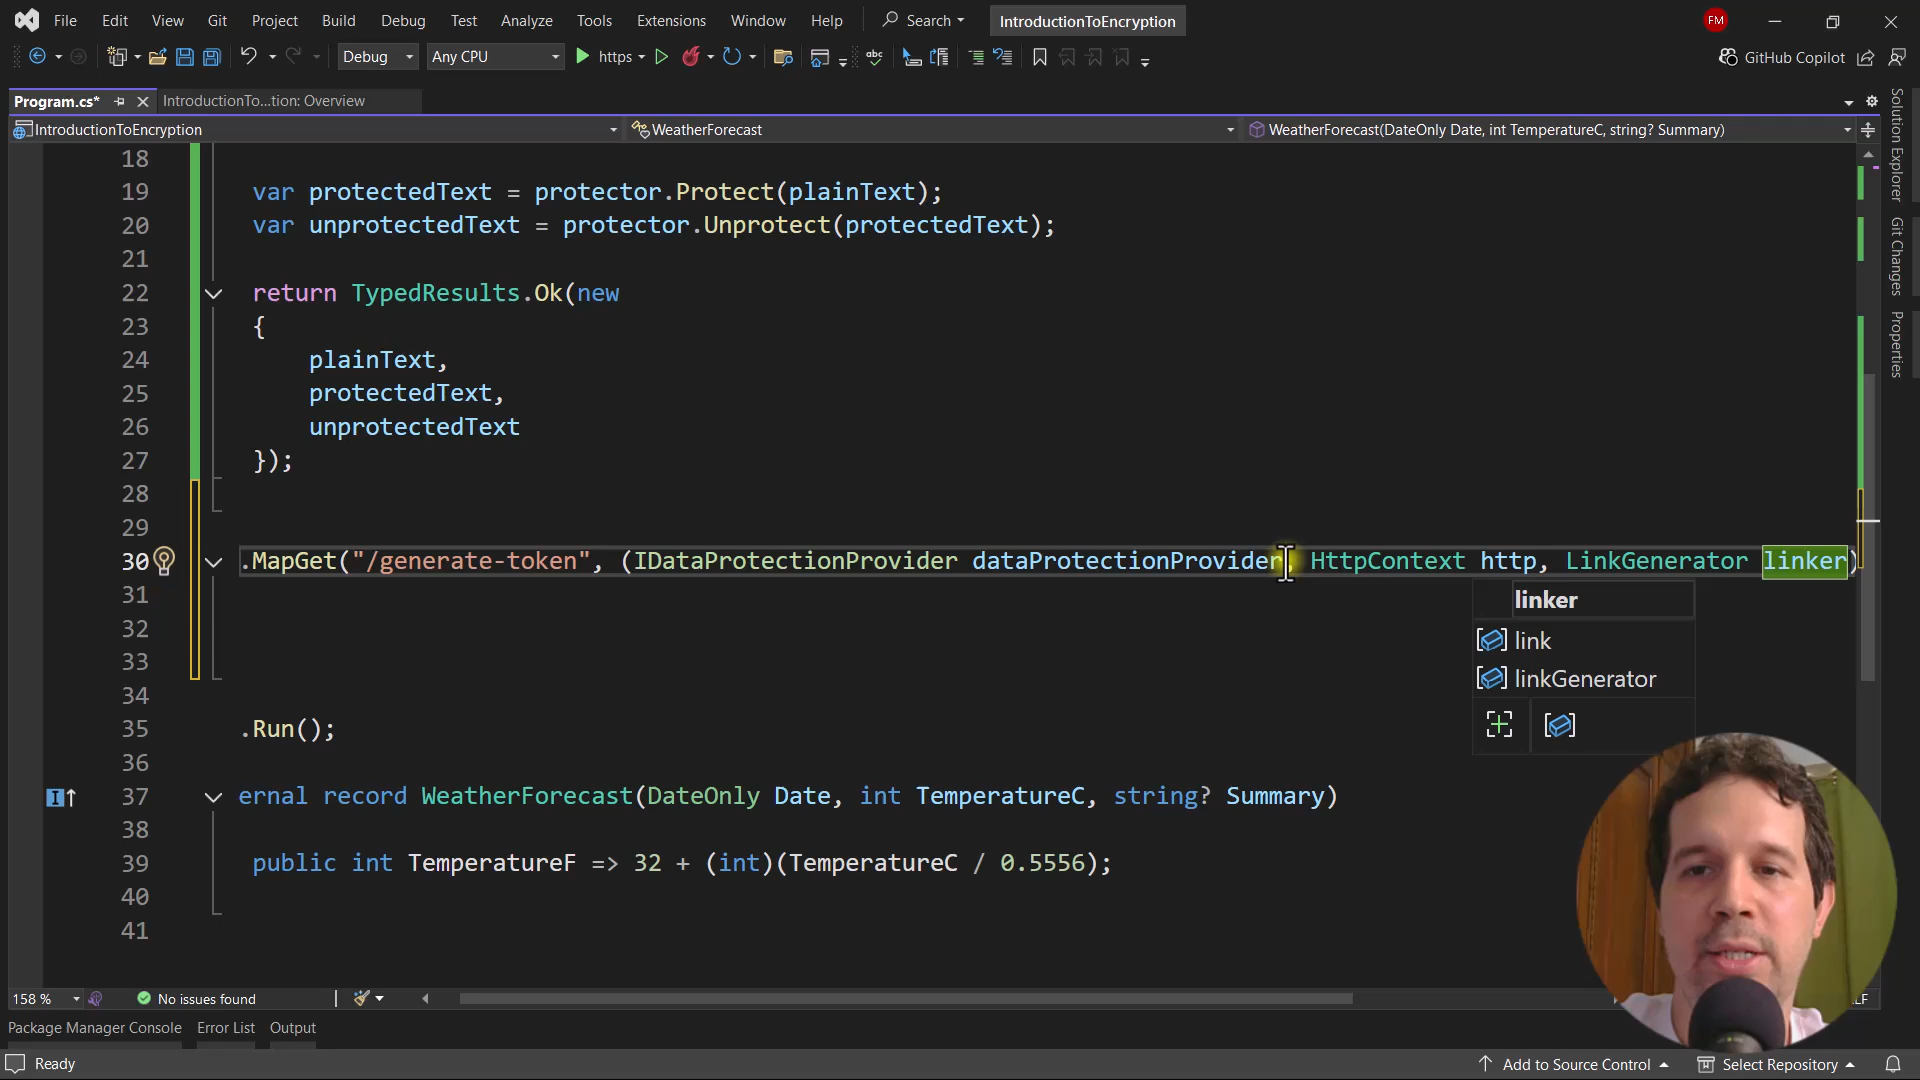 File Edit View Git Project Build Debug Test Analyze Tools Extensions Window Help Search IntroductionToEncryption FM
Debug Any CPU https GitHub Copilot
Program.cs* IntroductionTo...tion: Overview
IntroductionToEncryption WeatherForecast WeatherForecast(DateOnly Date, int TemperatureC, string? Summary)
18
19 var protectedText = protector.Protect(plainText);
20 var unprotectedText = protector.Unprotect(protectedText);
21
22 return TypedResults.Ok(new
23 {
24 plainText,
25 protectedText,
26 unprotectedText
27 });
28
29
30 .MapGet("/generate-token", (IDataProtectionProvider dataProtectionProvider, HttpContext http, LinkGenerator linker)
31
32
33
34
35 .Run();
36
37 ernal record WeatherForecast(DateOnly Date, int TemperatureC, string? Summary)
38
39 public int TemperatureF => 32 + (int)(TemperatureC / 0.5556);
40
41
linker
link
linkGenerator
Solution Explorer
Git Changes
Properties
158 % No issues found
Package Manager Console Error List Output
Ready Add to Source Control Select Repository